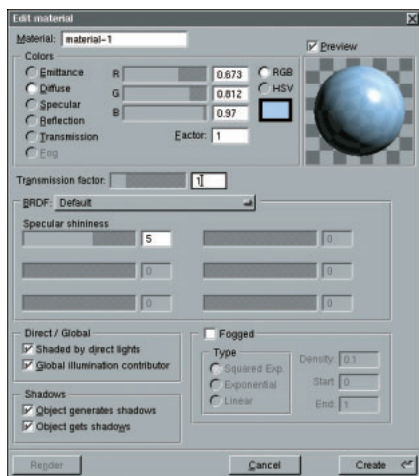 Edit material
Material: material-1
Preview
Colors
Emittance
Diffuse
Specular
Reflection
Transmission
Fog
R 0.673
G 0.812
B 0.97
RGB
HSV
Factor: 1
Transmission factor: 1
BRDF: Default
Specular shininess
5 0
0 0
0 0
Direct / Global
Shaded by direct lights
Global illumination contributor
Shadows
Object generates shadows
Object gets shadows
Fogged
Type
Squared Exp.
Exponential
Linear
Density: 0.1
Start: 0
End: 1
Render Cancel Create